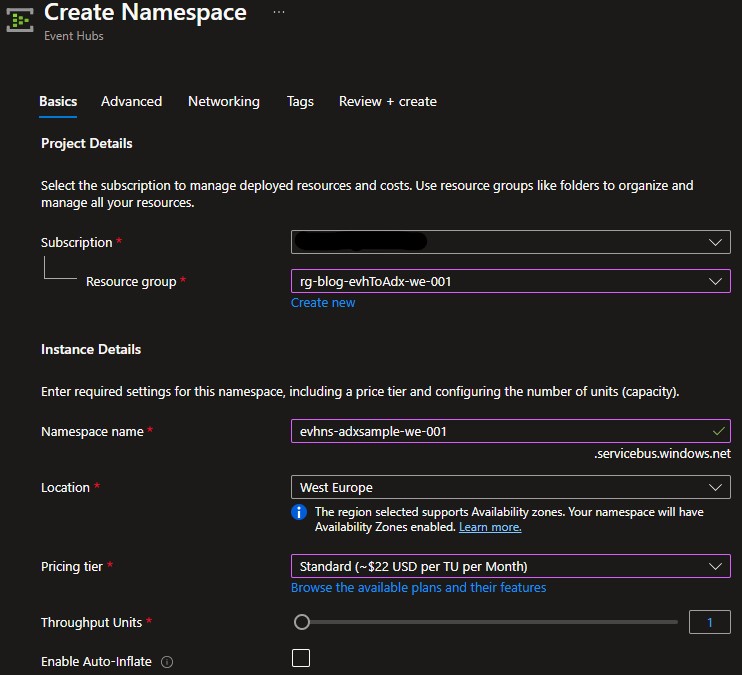 Create Namespace ...
Event Hubs
Basics Advanced Networking Tags Review + create
Project Details
Select the subscription to manage deployed resources and costs. Use resource groups like folders to organize and
manage all your resources.
Subscription *
Resource group * rg-blog-evhToAdx-we-001
Create new
Instance Details
Enter required settings for this namespace, including a price tier and configuring the number of units (capacity).
Namespace name * evhns-adxsample-we-001
.servicebus.windows.net
Location * West Europe
The region selected supports Availability zones. Your namespace will have
Availability Zones enabled. Learn more.
Pricing tier * Standard (~$22 USD per TU per Month)
Browse the available plans and their features
Throughput Units * 1
Enable Auto-Inflate